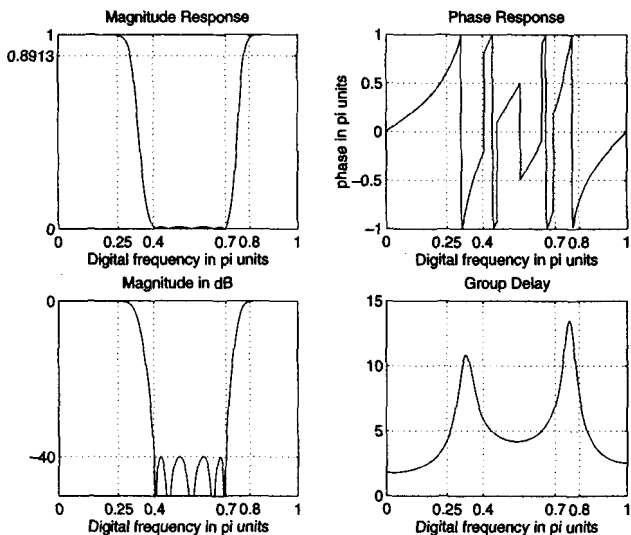 Magnitude Response
1
0.8913
0
0 0.25 0.4 0.7 0.8 1
Digital frequency in pi units
Phase Response
1
0.5
0
-0.5
-1
phase in pi units
0 0.25 0.4 0.7 0.8 1
Digital frequency in pi units
Magnitude in dB
0
-40
0 0.25 0.4 0.7 0.8 1
Digital frequency in pi units
Group Delay
15
10
5
0
0 0.25 0.4 0.7 0.8 1
Digital frequency in pi units